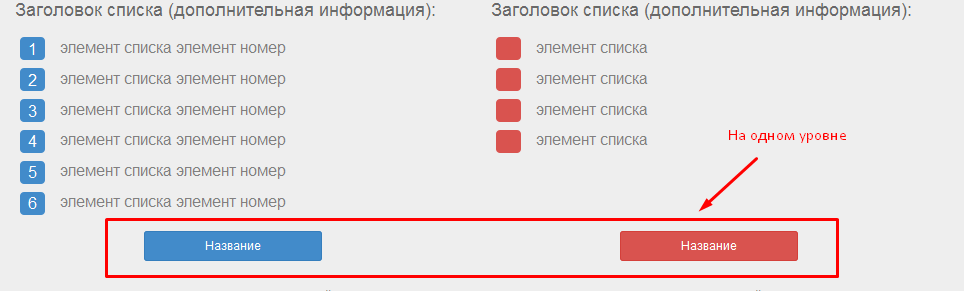 Заголовок списка (дополнительная информация):
1 элемент списка элемент номер
2 элемент списка элемент номер
3 элемент списка элемент номер
4 элемент списка элемент номер
5 элемент списка элемент номер
6 элемент списка элемент номер
Название
Заголовок списка (дополнительная информация):
элемент списка
элемент списка
элемент списка
элемент списка
На одном уровне
Название